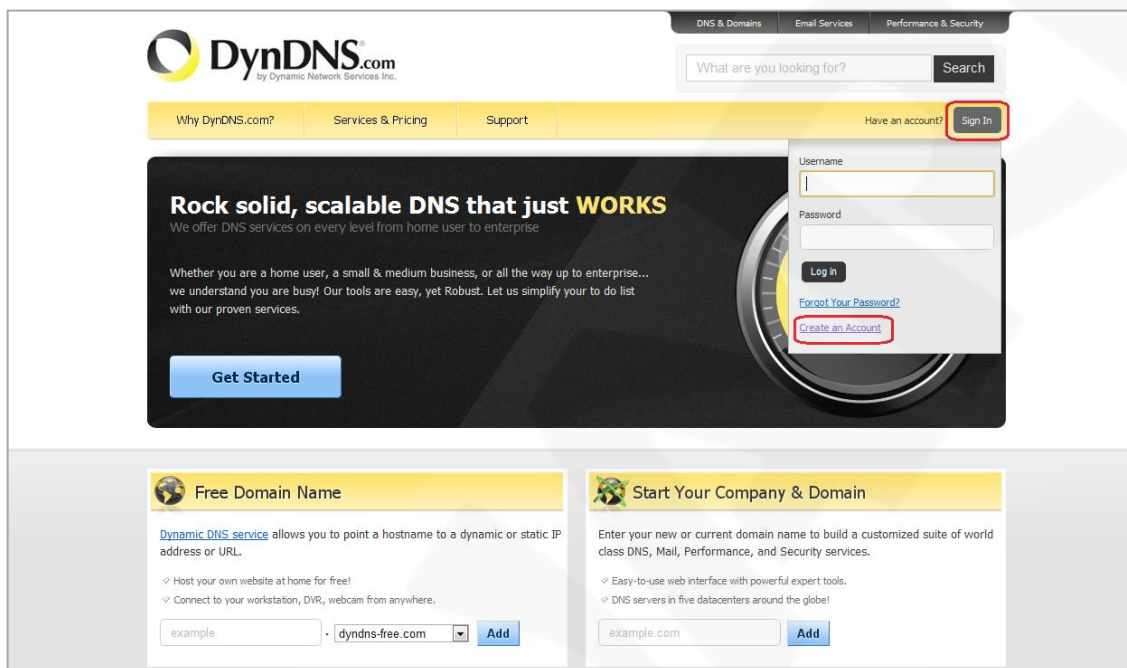 DNS & Domains Email Services Performance & Security
DynDNS.com
by Dynamic Network Services Inc.
What are you looking for? Search
Why DynDNS.com? Services & Pricing Support Have an account? Sign In
Username
Password
Log in
Forgot Your Password?
Create an Account
Rock solid, scalable DNS that just WORKS
We offer DNS services on every level from home user to enterprise
Whether you are a home user, a small & medium business, or all the way up to enterprise...
we understand you are busy! Our tools are easy, yet Robust. Let us simplify your to do list
with our proven services.
Get Started
Free Domain Name
Dynamic DNS service allows you to point a hostname to a dynamic or static IP
address or URL.
Host your own website at home for free!
Connect to your workstation, DVR, webcam from anywhere.
example . dyndns-free.com Add
Start Your Company & Domain
Enter your new or current domain name to build a customized suite of world
class DNS, Mail, Performance, and Security services.
Easy-to-use web interface with powerful expert tools.
DNS servers in five datacenters around the globe!
example.com Add